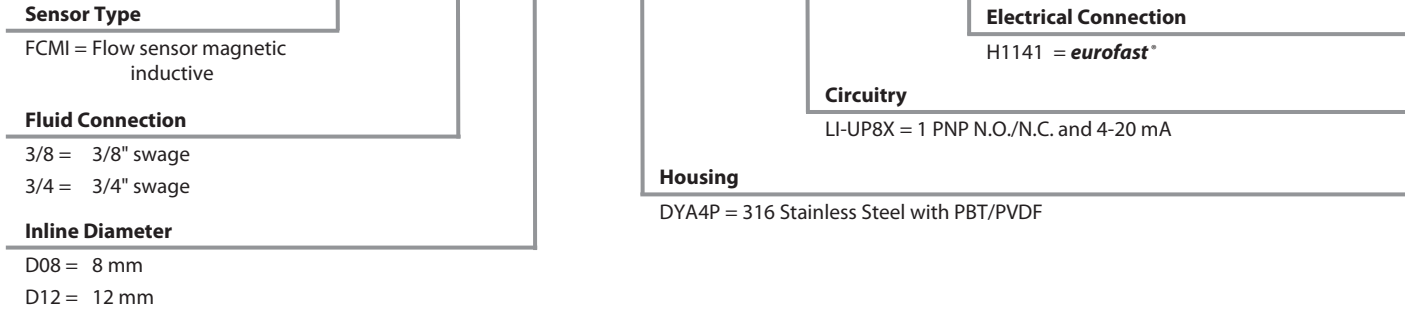 Sensor Type
FCMI = Flow sensor magnetic
inductive
Fluid Connection
3/8 = 3/8" swage
3/4 = 3/4" swage
Inline Diameter
D08 = 8 mm
D12 = 12 mm
Electrical Connection
H1141 = eurofast®
Circuitry
LI-UP8X = 1 PNP N.O./N.C. and 4-20 mA
Housing
DYA4P = 316 Stainless Steel with PBT/PVDF